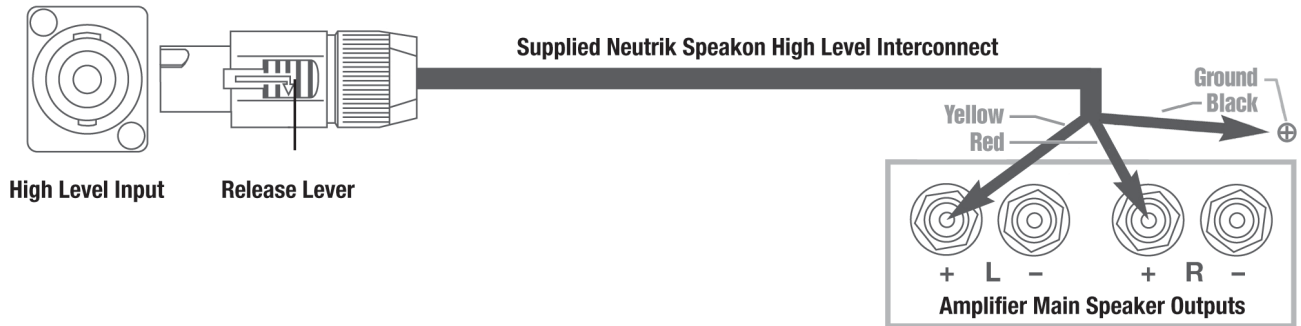 Supplied Neutrik Speakon High Level Interconnect
Ground
Black
Yellow
Red
High Level Input
Release Lever
+ L - + R -
Amplifier Main Speaker Outputs